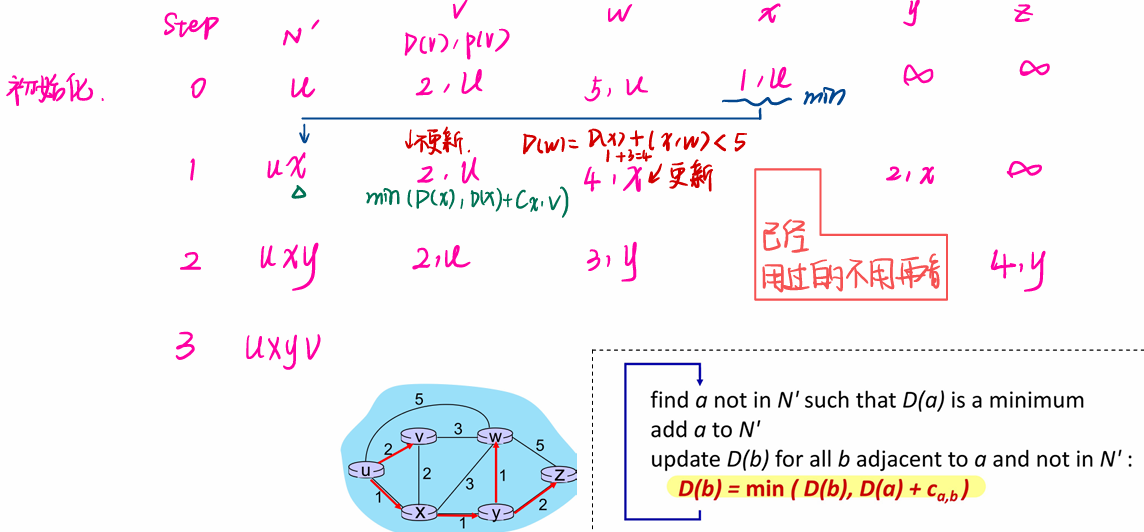 Step N' v w x y z
D(v),p(v)
初始化. 0 u 2,u 5,u 1,u ∞ ∞
min
↓不更新. D(w)= D(x)+(x,w)<5
1+3=4
1 ux 2,u 4,x 更新 2,x ∞
min(D(x),D(x)+Cx,v)
已经
用过的不用再看
2 uxy 2,u 3,y 4,y
3 uxyv
5
v 3 w
2 5
u 2 3 1 z
1 2
x 1 y
find a not in N' such that D(a) is a minimum
add a to N'
update D(b) for all b adjacent to a and not in N' :
D(b) = min ( D(b), D(a) + ca,b )